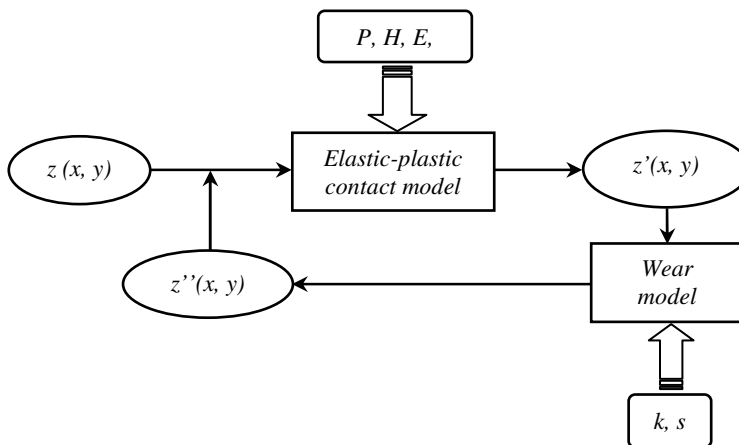 P, H, E,
z (x, y)
Elastic-plastic
contact model
z’(x, y)
z’’(x, y)
Wear
model
k, s